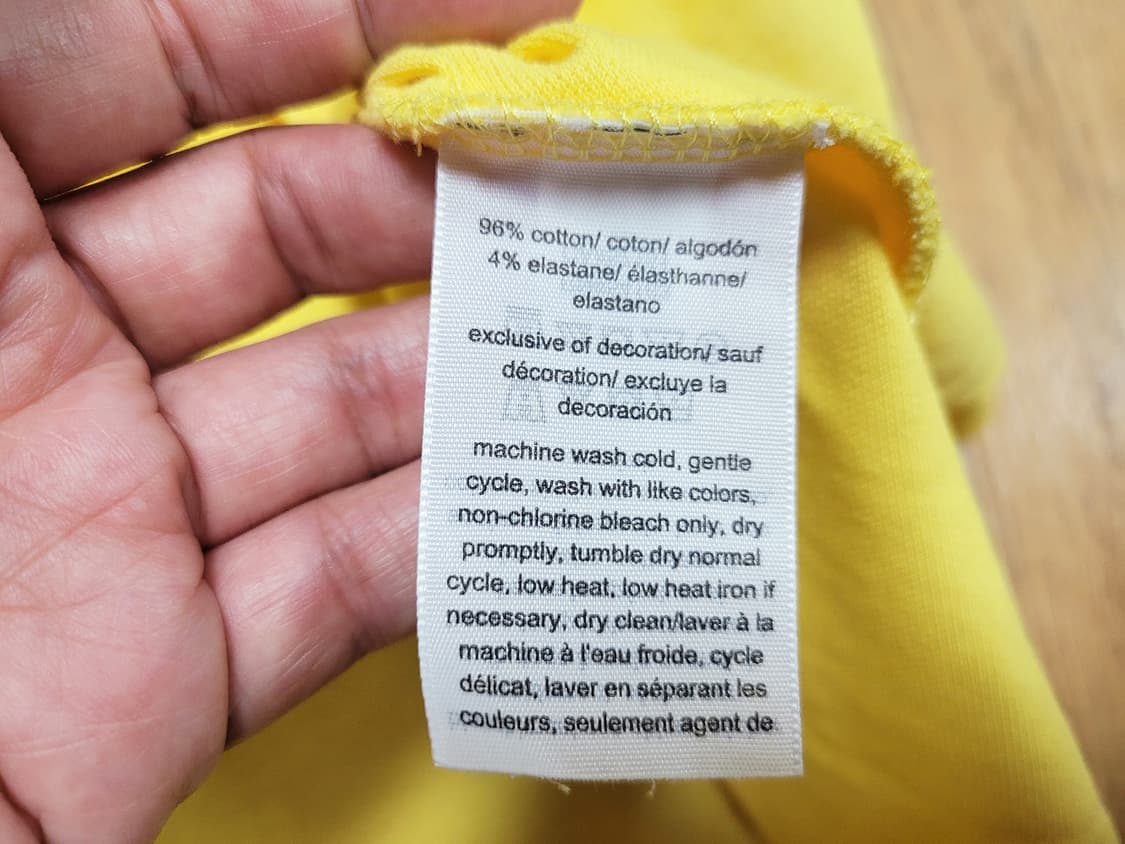 96% cotton/ coton/ algodón
4% elastane/ élasthanne/
elastano
exclusive of decoration/ sauf
décoration/ excluye la
decoración
machine wash cold, gentle
cycle, wash with like colors,
non-chlorine bleach only, dry
promptly, tumble dry normal
cycle, low heat, low heat iron if
necessary, dry clean/laver à la
machine à l'eau froide, cycle
délicat, laver en séparant les
couleurs, seulement agent de